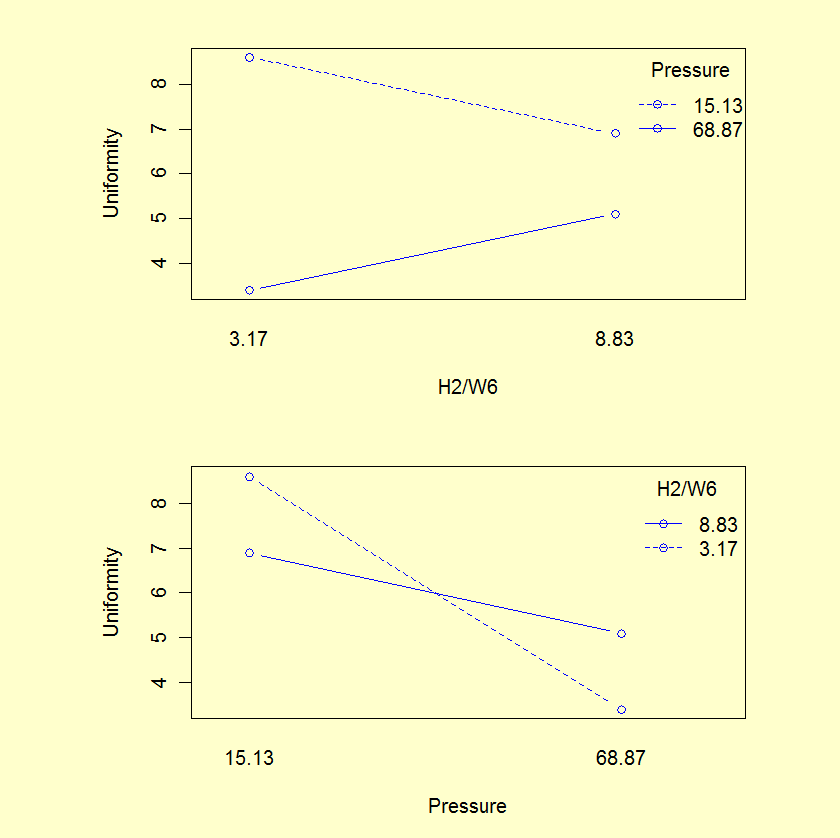 Pressure
15.13
68.87
8
7
6
5
4
Uniformity
3.17 8.83
H2/W6
H2/W6
8.83
3.17
8
7
6
5
4
Uniformity
15.13 68.87
Pressure